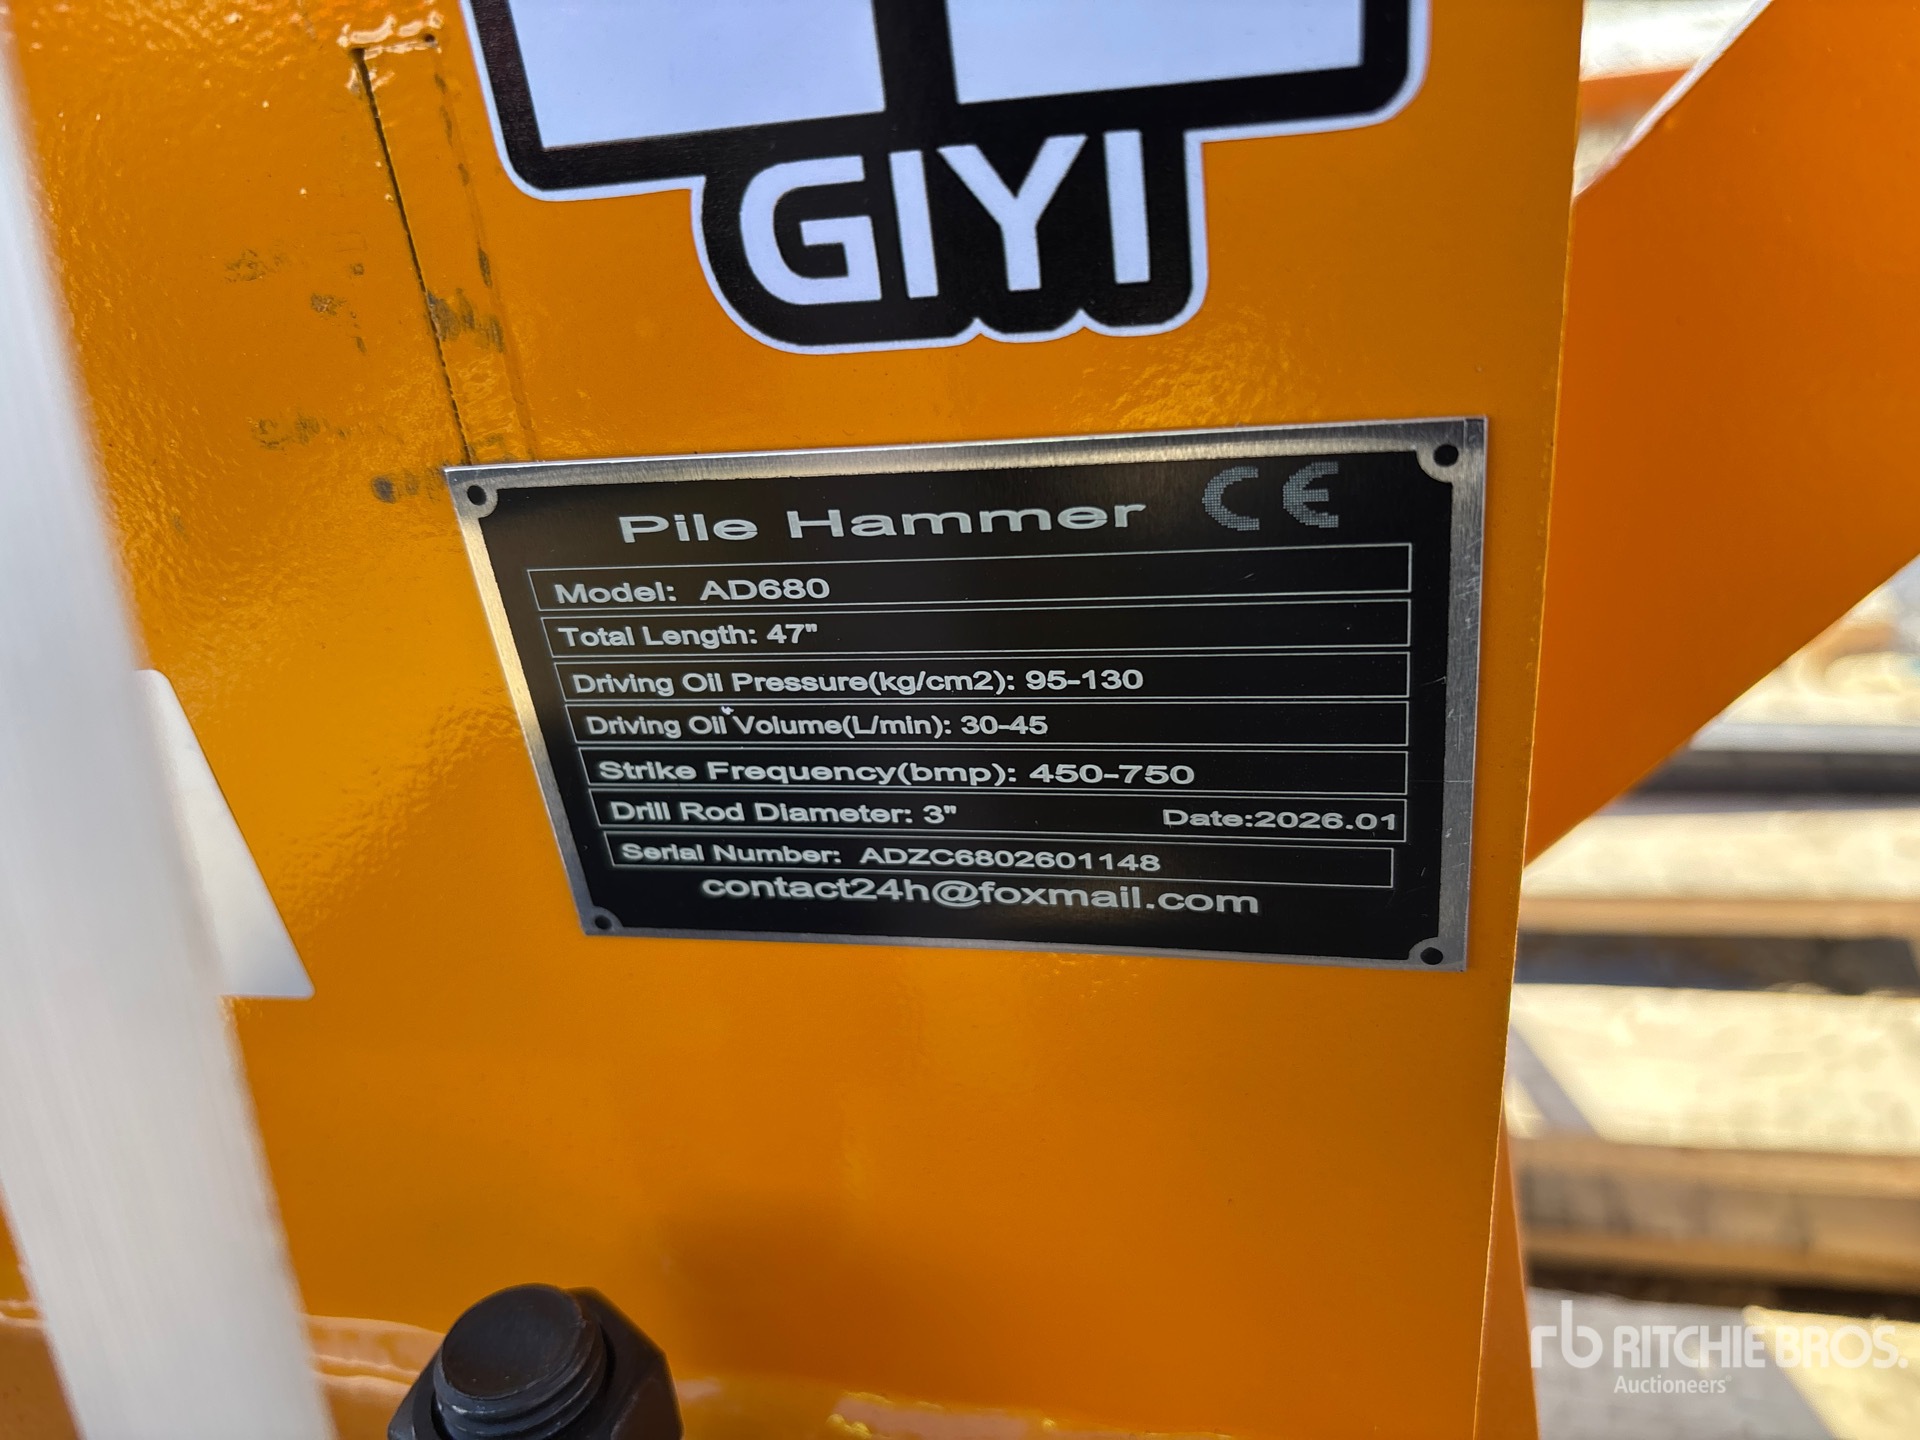 GIYI
Pile Hammer CE
Model: AD680
Total Length: 47"
Driving Oil Pressure(kg/cm2): 95-130
Driving Oil Volume(L/min): 30-45
Strike Frequency(bmp): 450-750
Drill Rod Diameter: 3" Date:2026.01
Serial Number: ADZC6802601148
contact24h@foxmail.com
rb RITCHIE BROS.
Auctioneers